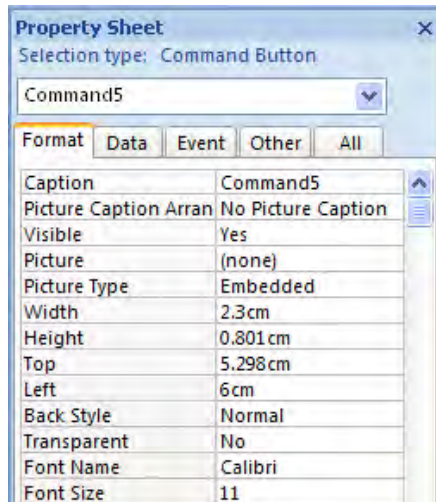 Property Sheet
Selection type: Command Button
Command5
Format Data Event Other All
Caption Command5
Picture Caption Arran No Picture Caption
Visible Yes
Picture (none)
Picture Type Embedded
Width 2.3cm
Height 0.801cm
Top 5.298cm
Left 6cm
Back Style Normal
Transparent No
Font Name Calibri
Font Size 11